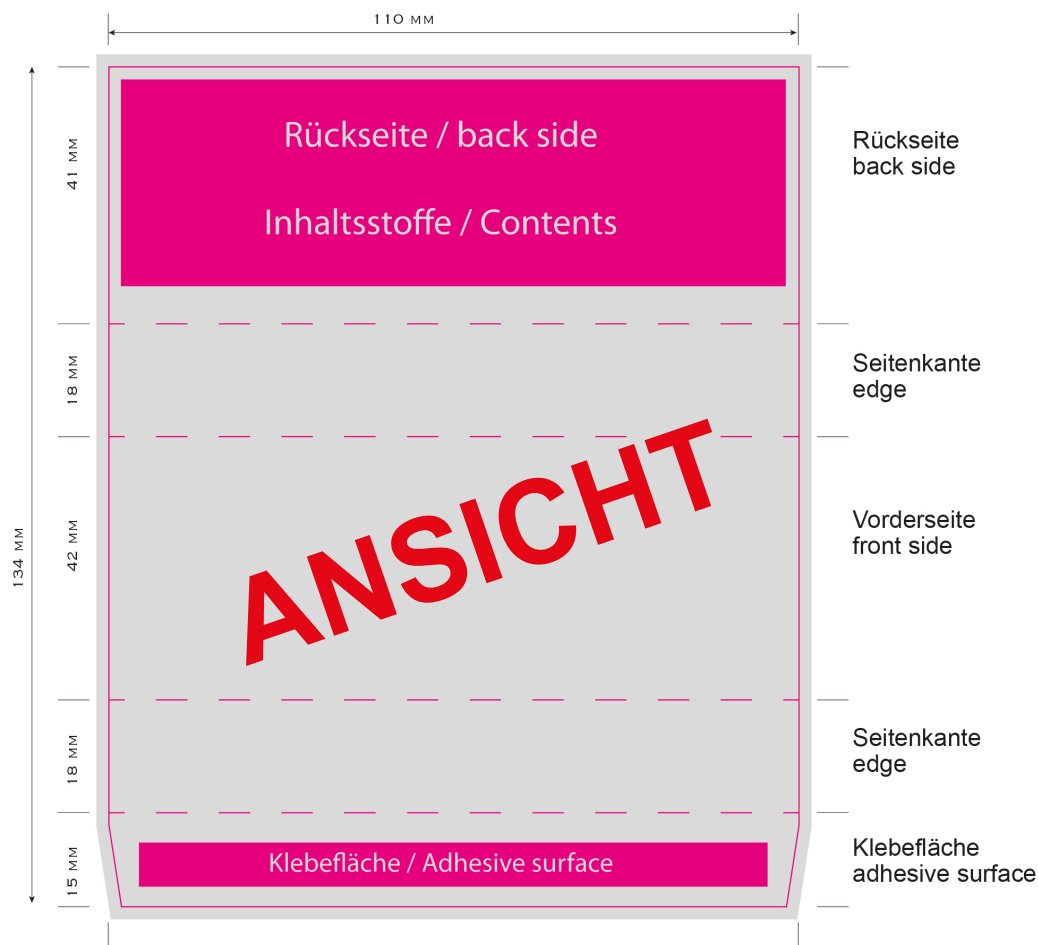 110 MM
41 MM
Rückseite / back side
Inhaltsstoffe / Contents
Rückseite
back side
18 MM
Seitenkante
edge
134 MM
42 MM
ANSICHT
Vorderseite
front side
18 MM
Seitenkante
edge
15 MM
Klebefläche / Adhesive surface
Klebefläche
adhesive surface